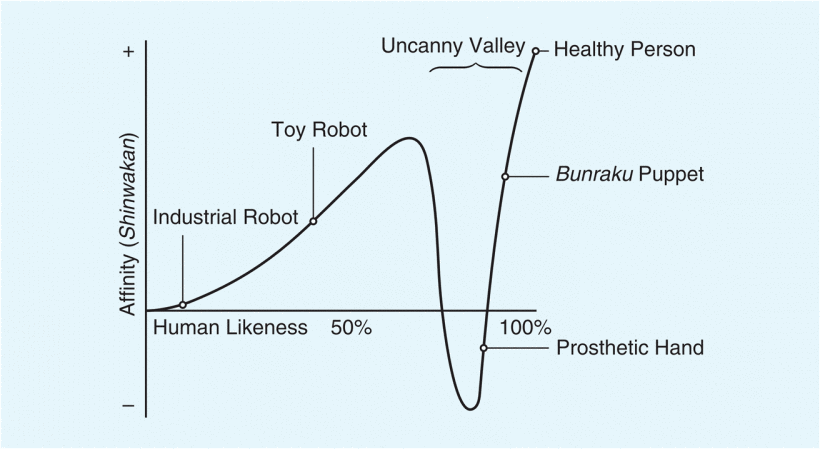 Uncanny Valley
+
Healthy Person
Toy Robot
Bunraku Puppet
Industrial Robot
Affinity (Shinwakan)
Human Likeness 50% 100%
Prosthetic Hand
–